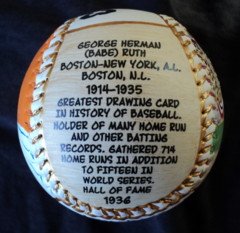 GEORGE HERMAN
(BABE) RUTH
BOSTON-NEW YORK, A.L.
BOSTON, N.L.
1914-1935
GREATEST DRAWING CARD
IN HISTORY OF BASEBALL.
HOLDER OF MANY HOME RUN
AND OTHER BATTING
RECORDS. GATHERED 714
HOME RUNS IN ADDITION
TO FIFTEEN IN
WORLD SERIES.
HALL OF FAME
1936